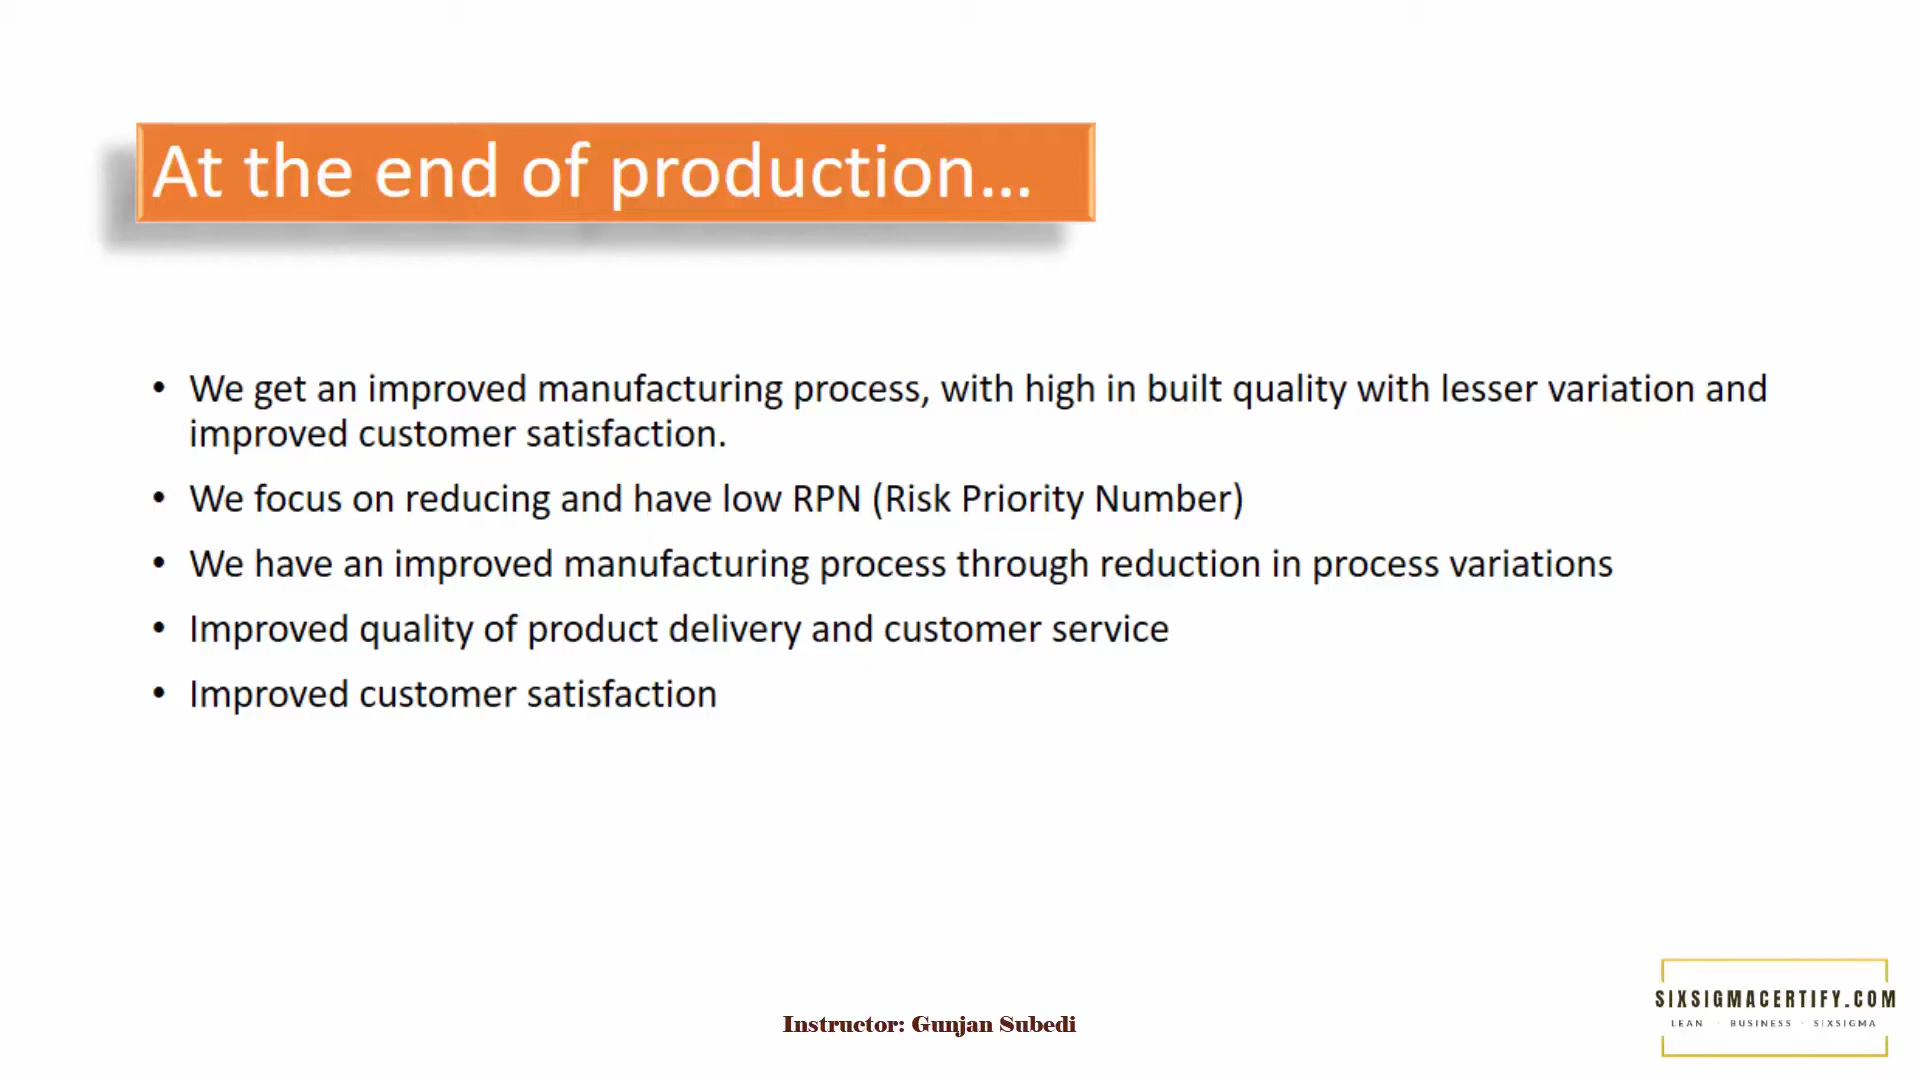 At the end of production...
• We get an improved manufacturing process, with high in built quality with lesser variation and
improved customer satisfaction.
• We focus on reducing and have low RPN (Risk Priority Number)
• We have an improved manufacturing process through reduction in process variations
• Improved quality of product delivery and customer service
• Improved customer satisfaction
Instructor: Gunjan Subedi
SIXSIGMACERTIFY.COM
LEAN · BUSINESS · SIXSIGMA